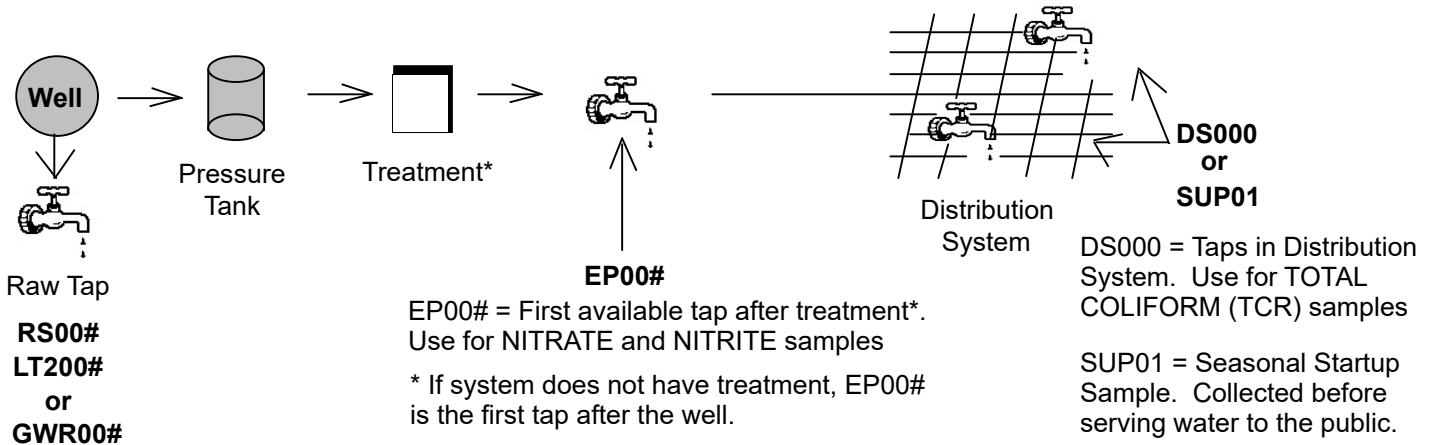 Well
Raw Tap
RS00#
LT200#
or
GWR00#
Pressure
Tank
Treatment*
EP00#
EP00# = First available tap after treatment*.
Use for NITRATE and NITRITE samples
* If system does not have treatment, EP00#
is the first tap after the well.
Distribution
System
DS000
or
SUP01
DS000 = Taps in Distribution
System. Use for TOTAL
COLIFORM (TCR) samples
SUP01 = Seasonal Startup
Sample. Collected before
serving water to the public.